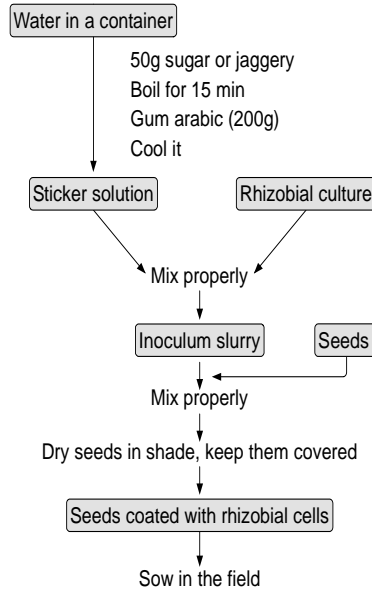 Water in a container
50g sugar or jaggery
Boil for 15 min
Gum arabic (200g)
Cool it
Sticker solution
Rhizobial culture
Mix properly
Inoculum slurry
Seeds
Mix properly
Dry seeds in shade, keep them covered
Seeds coated with rhizobial cells
Sow in the field